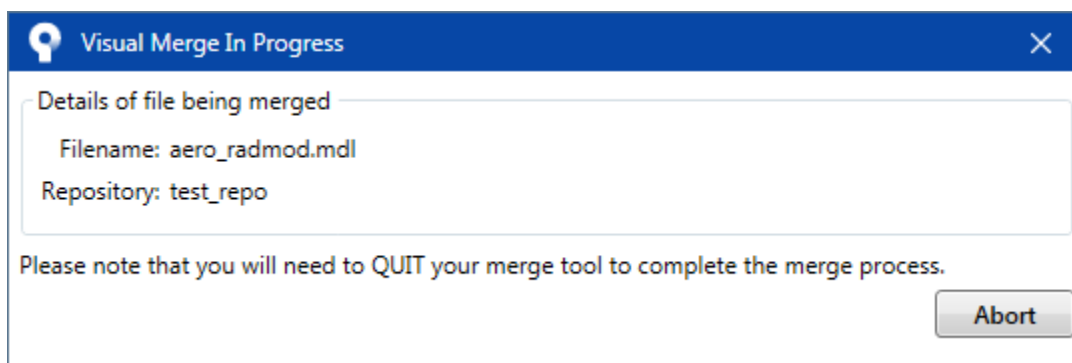 Visual Merge In Progress
Details of file being merged
Filename: aero_radmod.mdl
Repository: test_repo
Please note that you will need to QUIT your merge tool to complete the merge process.
Abort